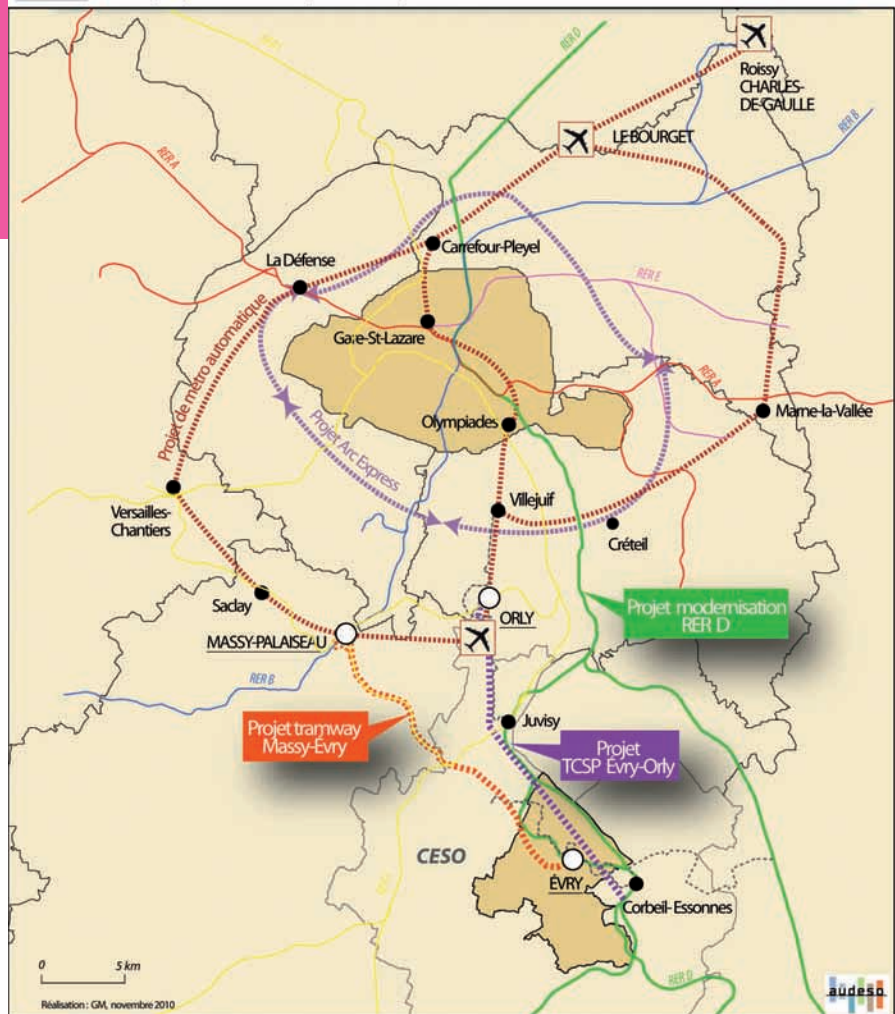 RER D
Roissy
CHARLES-
DE-GAULLE
LE BOURGET
RER B
RER A
Carrefour-Pleyel
La Défense
RER E
Gare-St-Lazare
Projet de métro automatique
RER A
Marne-la-Vallée
Olympiades
Projet Arc Express
Versailles-
Chantiers
Villejuif
Créteil
Saclay
ORLY
Projet modernisation
RER D
MASSY-PALAISEAU
RER B
Juvisy
Projet tramway
Massy-Évry
Projet
TCSP Évry-Orly
CESO
ÉVRY
Corbeil-Essonnes
RER D
0
5 km
Réalisation : GM, novembre 2010
audeso